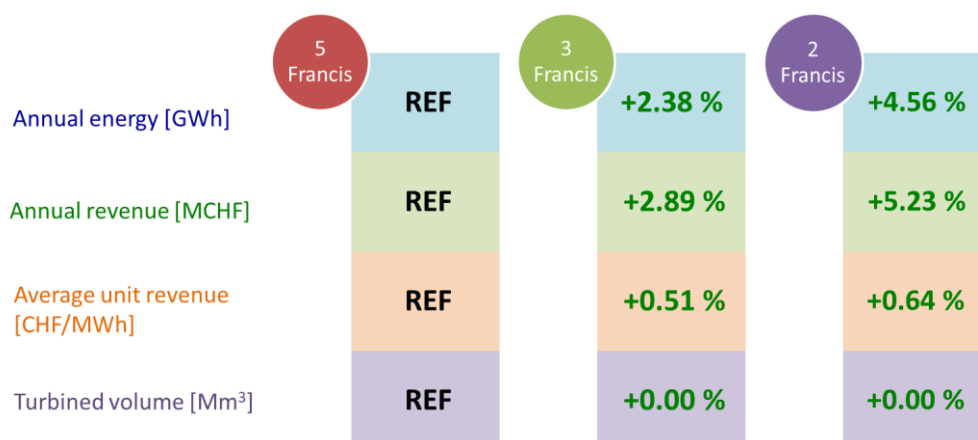 5
Francis
3
Francis
2
Francis
Annual energy [GWh]
REF
+2.38 %
+4.56 %
Annual revenue [MCHF]
REF
+2.89 %
+5.23 %
Average unit revenue
[CHF/MWh]
REF
+0.51 %
+0.64 %
Turbined volume [Mm³]
REF
+0.00 %
+0.00 %